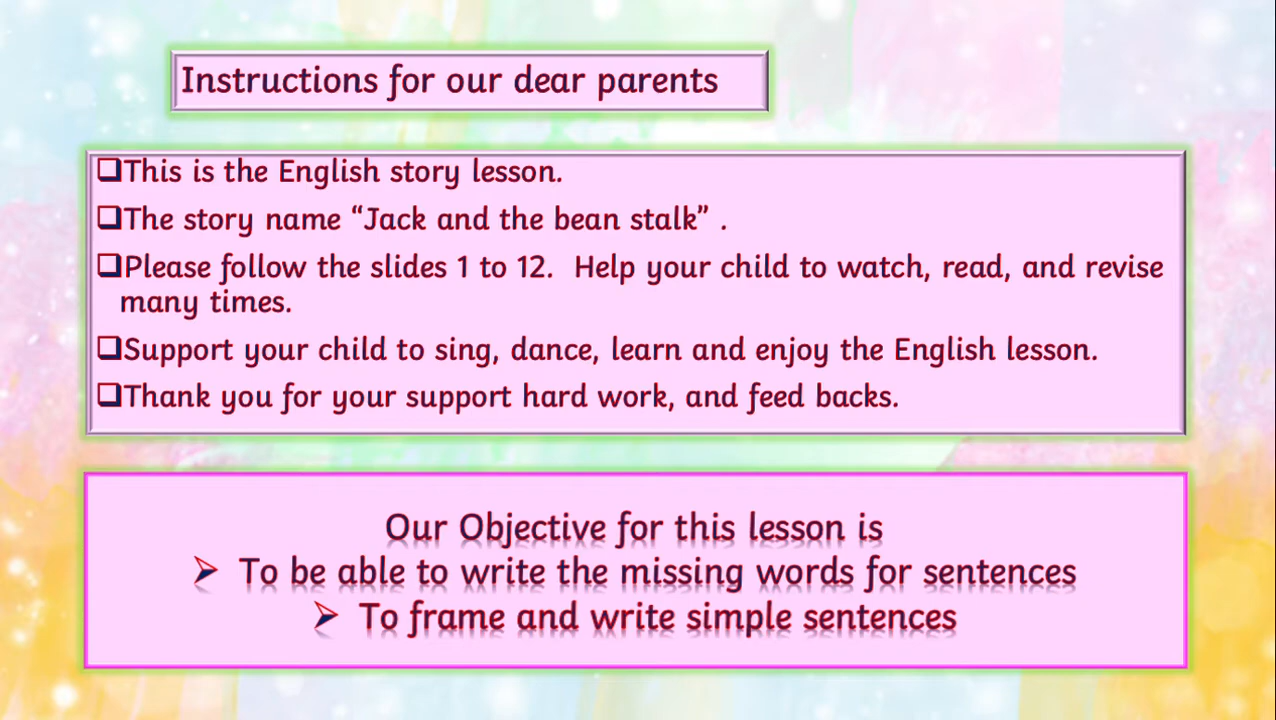 Instructions for our dear parents
❑This is the English story lesson.
❑The story name “Jack and the bean stalk” .
❑Please follow the slides 1 to 12.  Help your child to watch, read, and revise
many times.
❑Support your child to sing, dance, learn and enjoy the English lesson.
❑Thank you for your support hard work, and feed backs.
Our Objective for this lesson is
➢ To be able to write the missing words for sentences
➢ To frame and write simple sentences